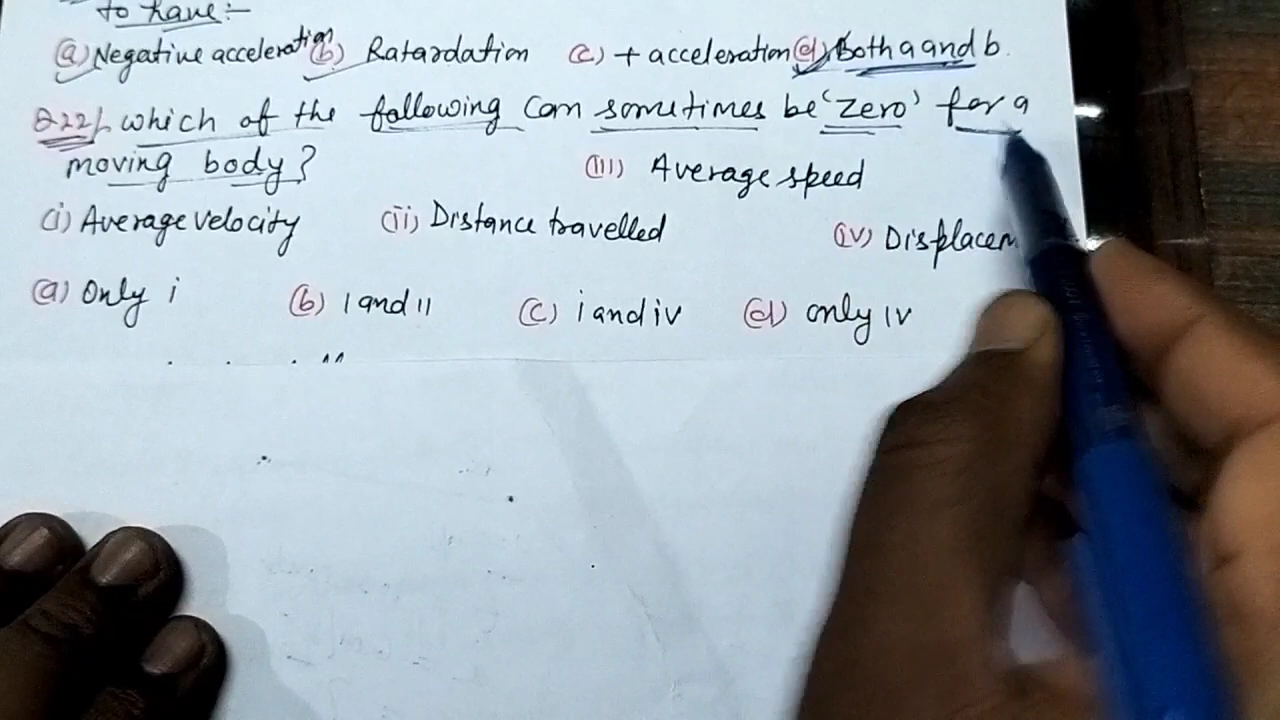 to have:-
(a) Negative acceleration (b) Ratardation (c) + acceleration (d) Both a and b.
Q22/. which of the following Can sometimes be 'Zero' for a
moving body? (iii) Average speed
(i) Average velocity (ii) Distance travelled (iv) Displacem
(a) Only i (b) I and II (c) i and iv (d) only IV